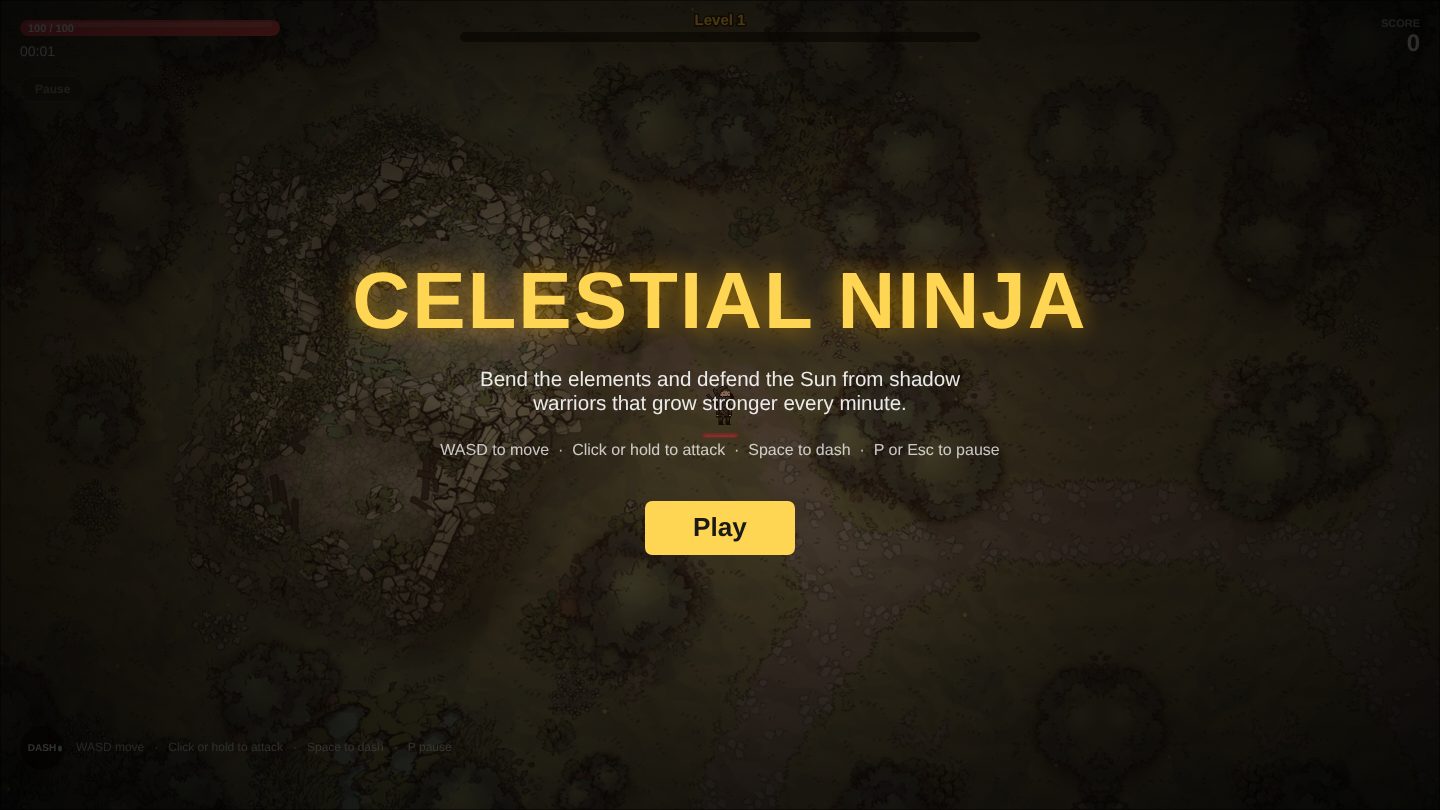 100 / 100
Level 1
SCORE
00:01
0
Pause
CELESTIAL NINJA
Bend the elements and defend the Sun from shadow
warriors that grow stronger every minute.
WASD to move · Click or hold to attack · Space to dash · P or Esc to pause
Play
DASH
WASD move · Click or hold to attack · Space to dash · P pause